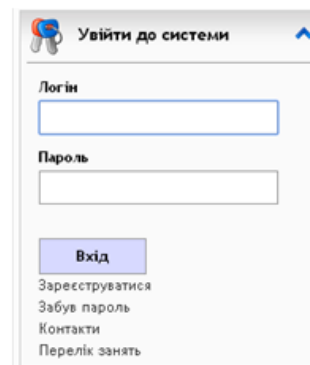 Увійти до системи
Логін
Пароль
Вхід
Зареєструватися
Забув пароль
Контакти
Перелік занять